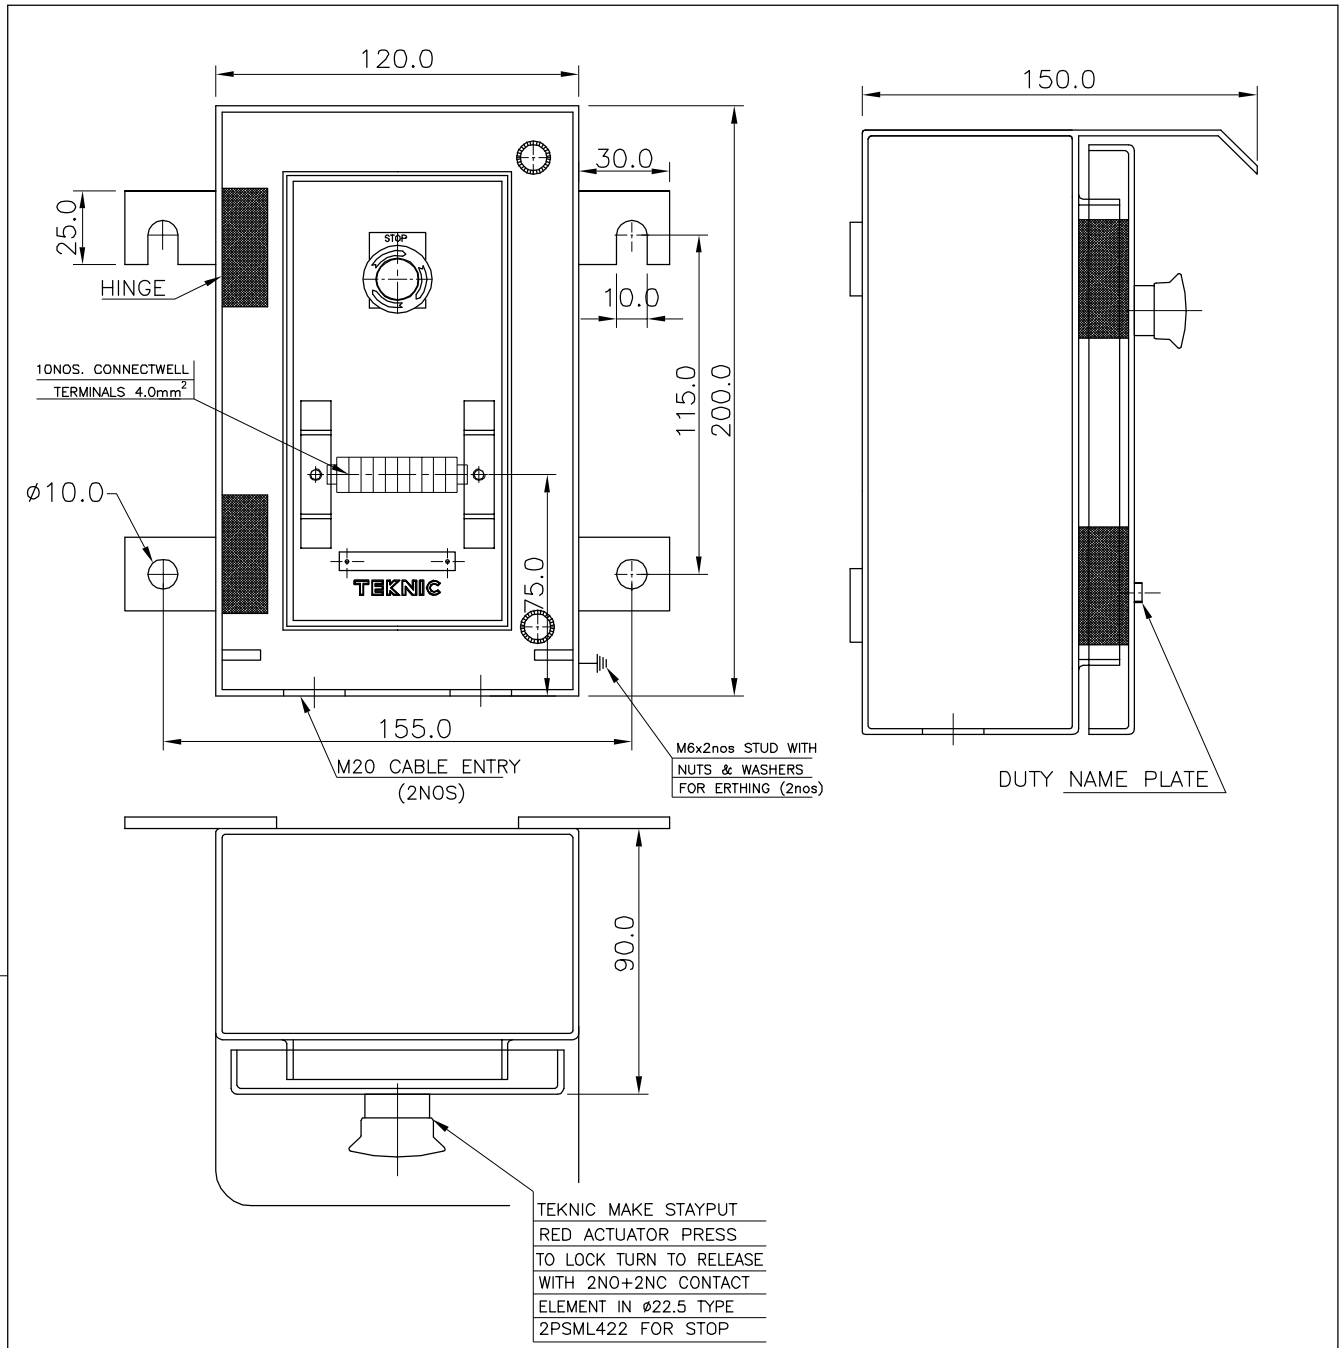 120.0
150.0
30.0
25.0
STOP
HINGE
10.0
10NOS. CONNECTWELL
TERMINALS 4.0mm²
115.0
200.0
ø10.0
75.0
TEKNIC
155.0
M20 CABLE ENTRY
(2NOS)
M6x2nos STUD WITH
NUTS & WASHERS
FOR ERTHING (2nos)
DUTY NAME PLATE
90.0
TEKNIC MAKE STAYPUT
RED ACTUATOR PRESS
TO LOCK TURN TO RELEASE
WITH 2NO+2NC CONTACT
ELEMENT IN ø22.5 TYPE
2PSML422 FOR STOP